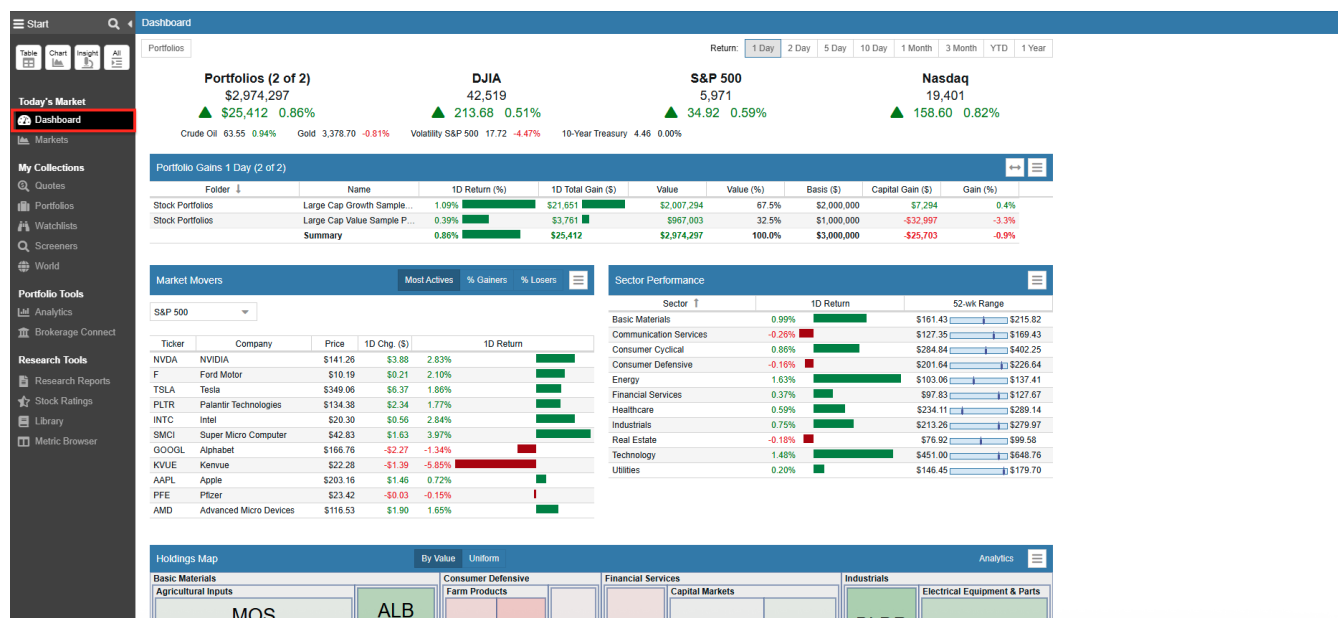 Start
Dashboard
Table Chart Insight All
Today's Market
Dashboard
Markets
My Collections
Quotes
Portfolios
Watchlists
Screeners
World
Portfolio Tools
Analytics
Brokerage Connect
Research Tools
Research Reports
Stock Ratings
Library
Metric Browser
Portfolios
Return: 1 Day 2 Day 5 Day 10 Day 1 Month 3 Month YTD 1 Year
Portfolios (2 of 2)
$2,974,297
$25,412 0.86%
DJIA
42,519
213.68 0.51%
S&P 500
5,971
34.92 0.59%
Nasdaq
19,401
158.60 0.82%
Crude Oil 63.55 0.94% Gold 3,378.70 -0.81% Volatility S&P 500 17.72 -4.47% 10-Year Treasury 4.46 0.00%
Portfolio Gains 1 Day (2 of 2)
Folder Name 1D Return (%) 1D Total Gain ($) Value Value (%) Basis ($) Capital Gain ($) Gain (%)
Stock Portfolios Large Cap Growth Sample... 1.09% $21,651 $2,007,294 67.5% $2,000,000 $7,294 0.4%
Stock Portfolios Large Cap Value Sample P... 0.39% $3,761 $967,003 32.5% $1,000,000 -$32,997 -3.3%
Summary 0.86% $25,412 $2,974,297 100.0% $3,000,000 -$25,703 -0.9%
Market Movers Most Actives % Gainers % Losers
S&P 500
Ticker Company Price 1D Chg. ($) 1D Return
NVDA NVIDIA $141.26 $3.88 2.83%
F Ford Motor $10.19 $0.21 2.10%
TSLA Tesla $349.06 $6.37 1.86%
PLTR Palantir Technologies $134.38 $2.34 1.77%
INTC Intel $20.30 $0.56 2.84%
SMCI Super Micro Computer $42.83 $1.63 3.97%
GOOGL Alphabet $166.76 -$2.27 -1.34%
KVUE Kenvue $22.28 -$1.39 -5.85%
AAPL Apple $203.16 $1.46 0.72%
PFE Pfizer $23.42 -$0.03 -0.15%
AMD Advanced Micro Devices $116.53 $1.90 1.65%
Sector Performance
Sector 1D Return 52-wk Range
Basic Materials 0.99% $161.43 $215.82
Communication Services -0.26% $127.35 $169.43
Consumer Cyclical 0.86% $284.84 $402.25
Consumer Defensive -0.16% $201.64 $226.64
Energy 1.63% $103.06 $137.41
Financial Services 0.37% $97.83 $127.67
Healthcare 0.59% $234.11 $289.14
Industrials 0.75% $213.26 $279.97
Real Estate -0.18% $76.92 $99.58
Technology 1.48% $451.00 $648.76
Utilities 0.20% $146.45 $179.70
Holdings Map By Value Uniform Analytics
Basic Materials Consumer Defensive Financial Services Industrials
Agricultural Inputs Farm Products Capital Markets Electrical Equipment & Parts
MOS ALB